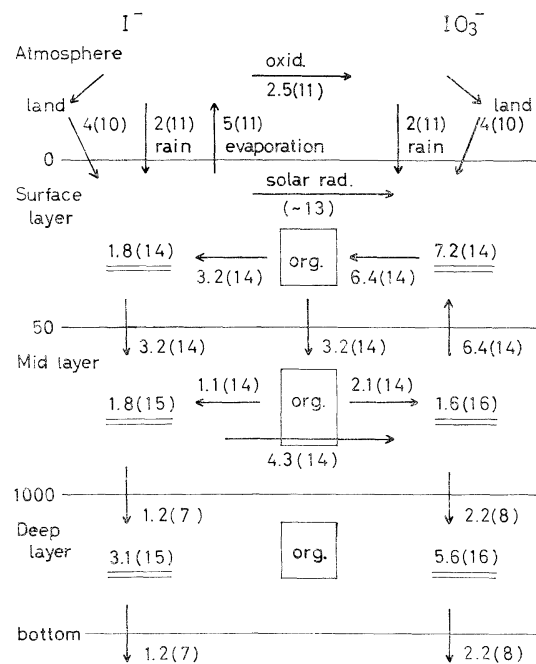 I⁻ IO₃⁻
Atmosphere
oxid.
2.5(11)
land land
4(10) 2(11) 5(11) 2(11) 4(10)
rain evaporation rain
0
solar rad.
(~13)
Surface
layer
1.8(14) org. 7.2(14)
3.2(14) 6.4(14)
50
3.2(14) 3.2(14) 6.4(14)
Mid layer
1.1(14) 2.1(14)
1.8(15) org. 1.6(16)
4.3(14)
1000
1.2(7) 2.2(8)
Deep
layer
3.1(15) org. 5.6(16)
bottom
1.2(7) 2.2(8)